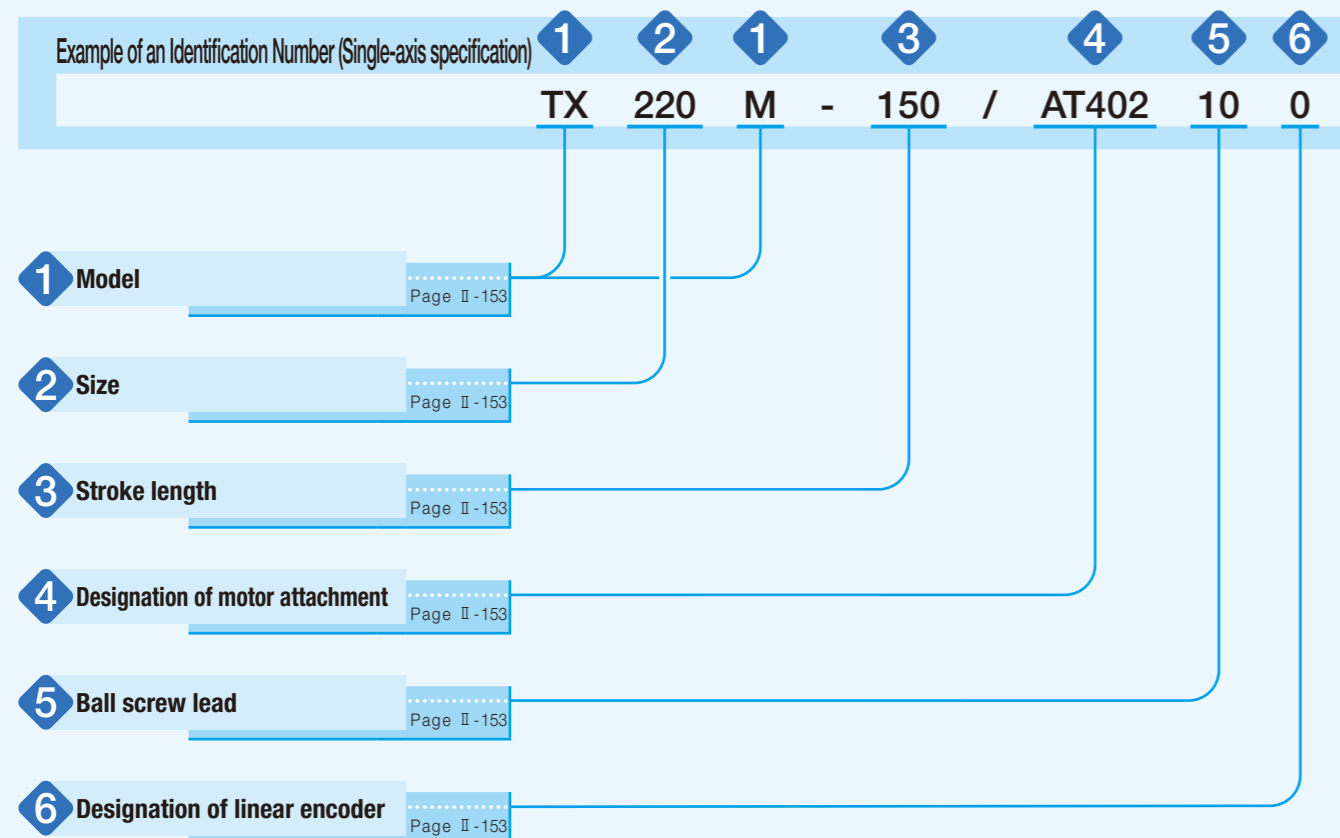 Example of an Identification Number (Single-axis specification) 1 2 1 3 4 5 6
TX 220 M - 150 / AT402 10 0
1 Model
Page Ⅱ-153
2 Size
Page Ⅱ-153
3 Stroke length
Page Ⅱ-153
4 Designation of motor attachment
Page Ⅱ-153
5 Ball screw lead
Page Ⅱ-153
6 Designation of linear encoder
Page Ⅱ-153